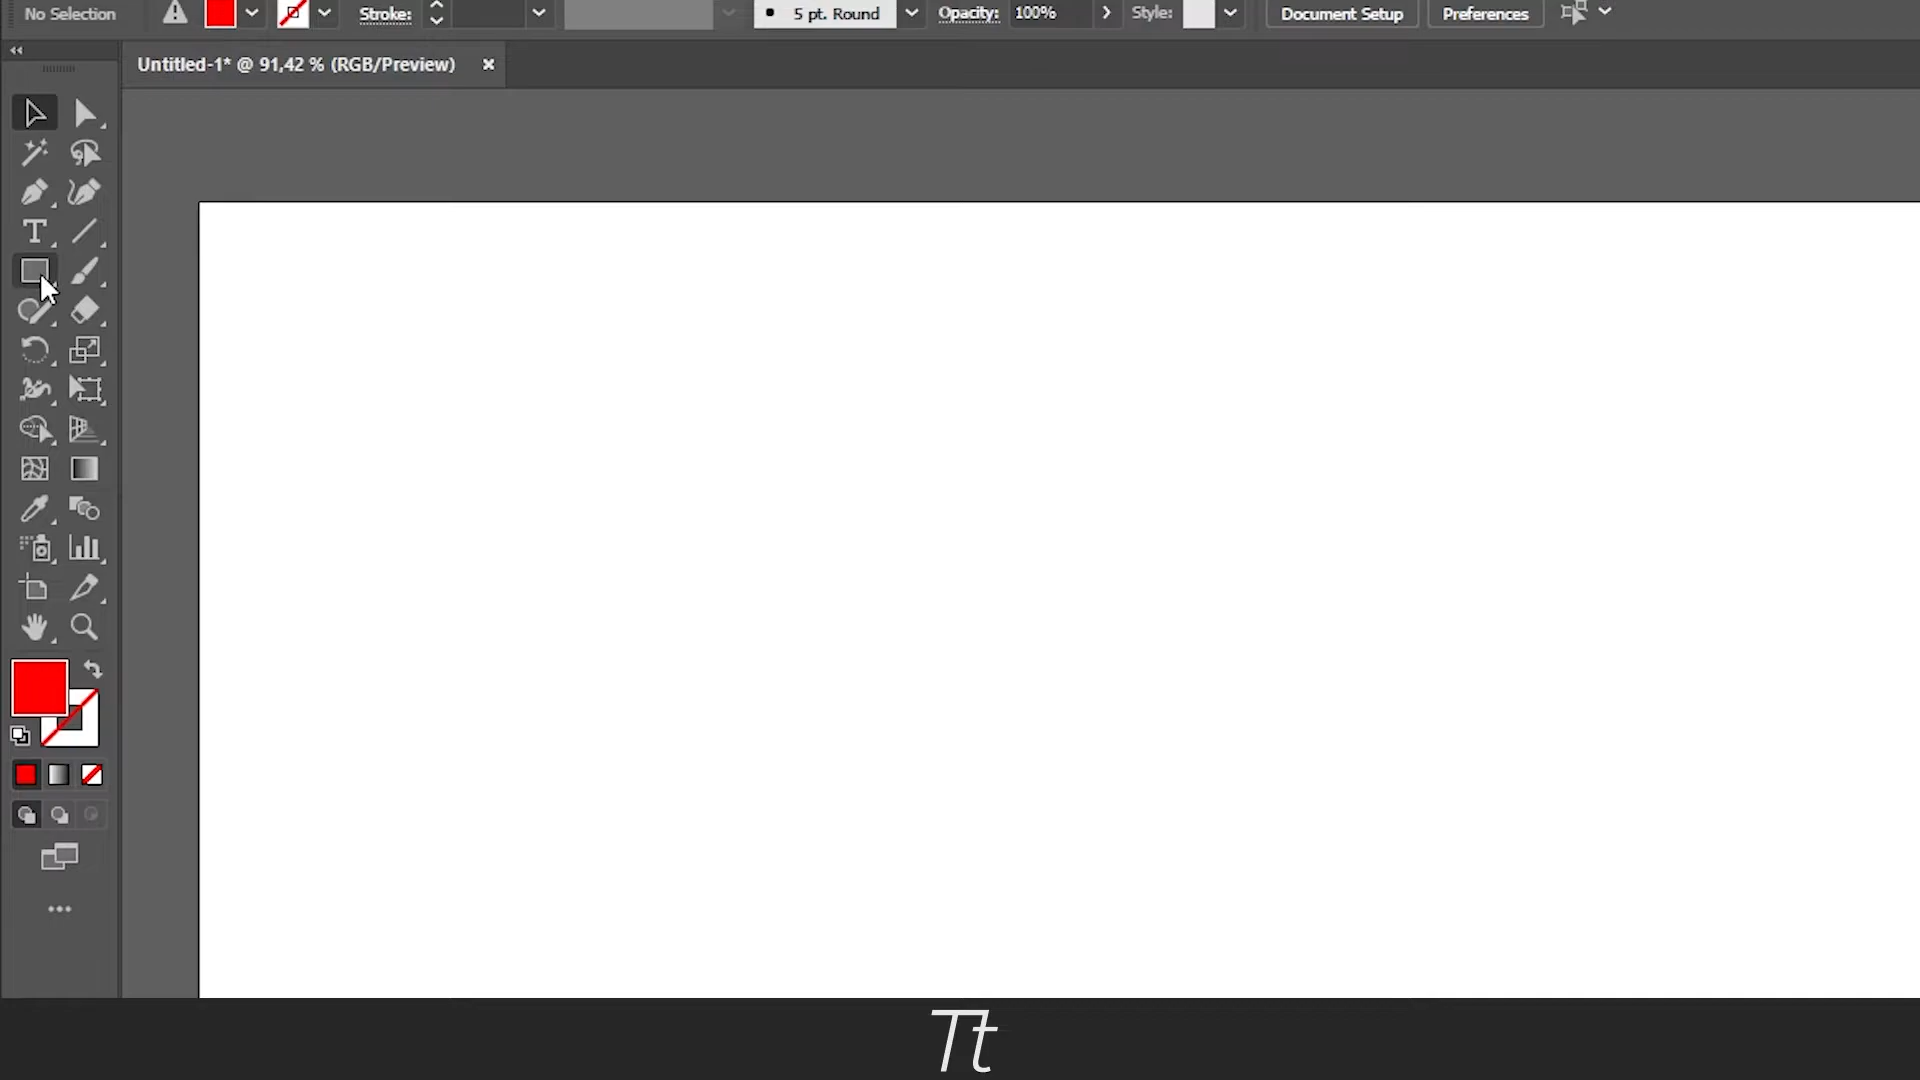 No Selection
Stroke:
5 pt. Round
Opacity:
100%
Style:
Document Setup
Preferences
Untitled-1* @ 91,42 % (RGB/Preview)
Tt